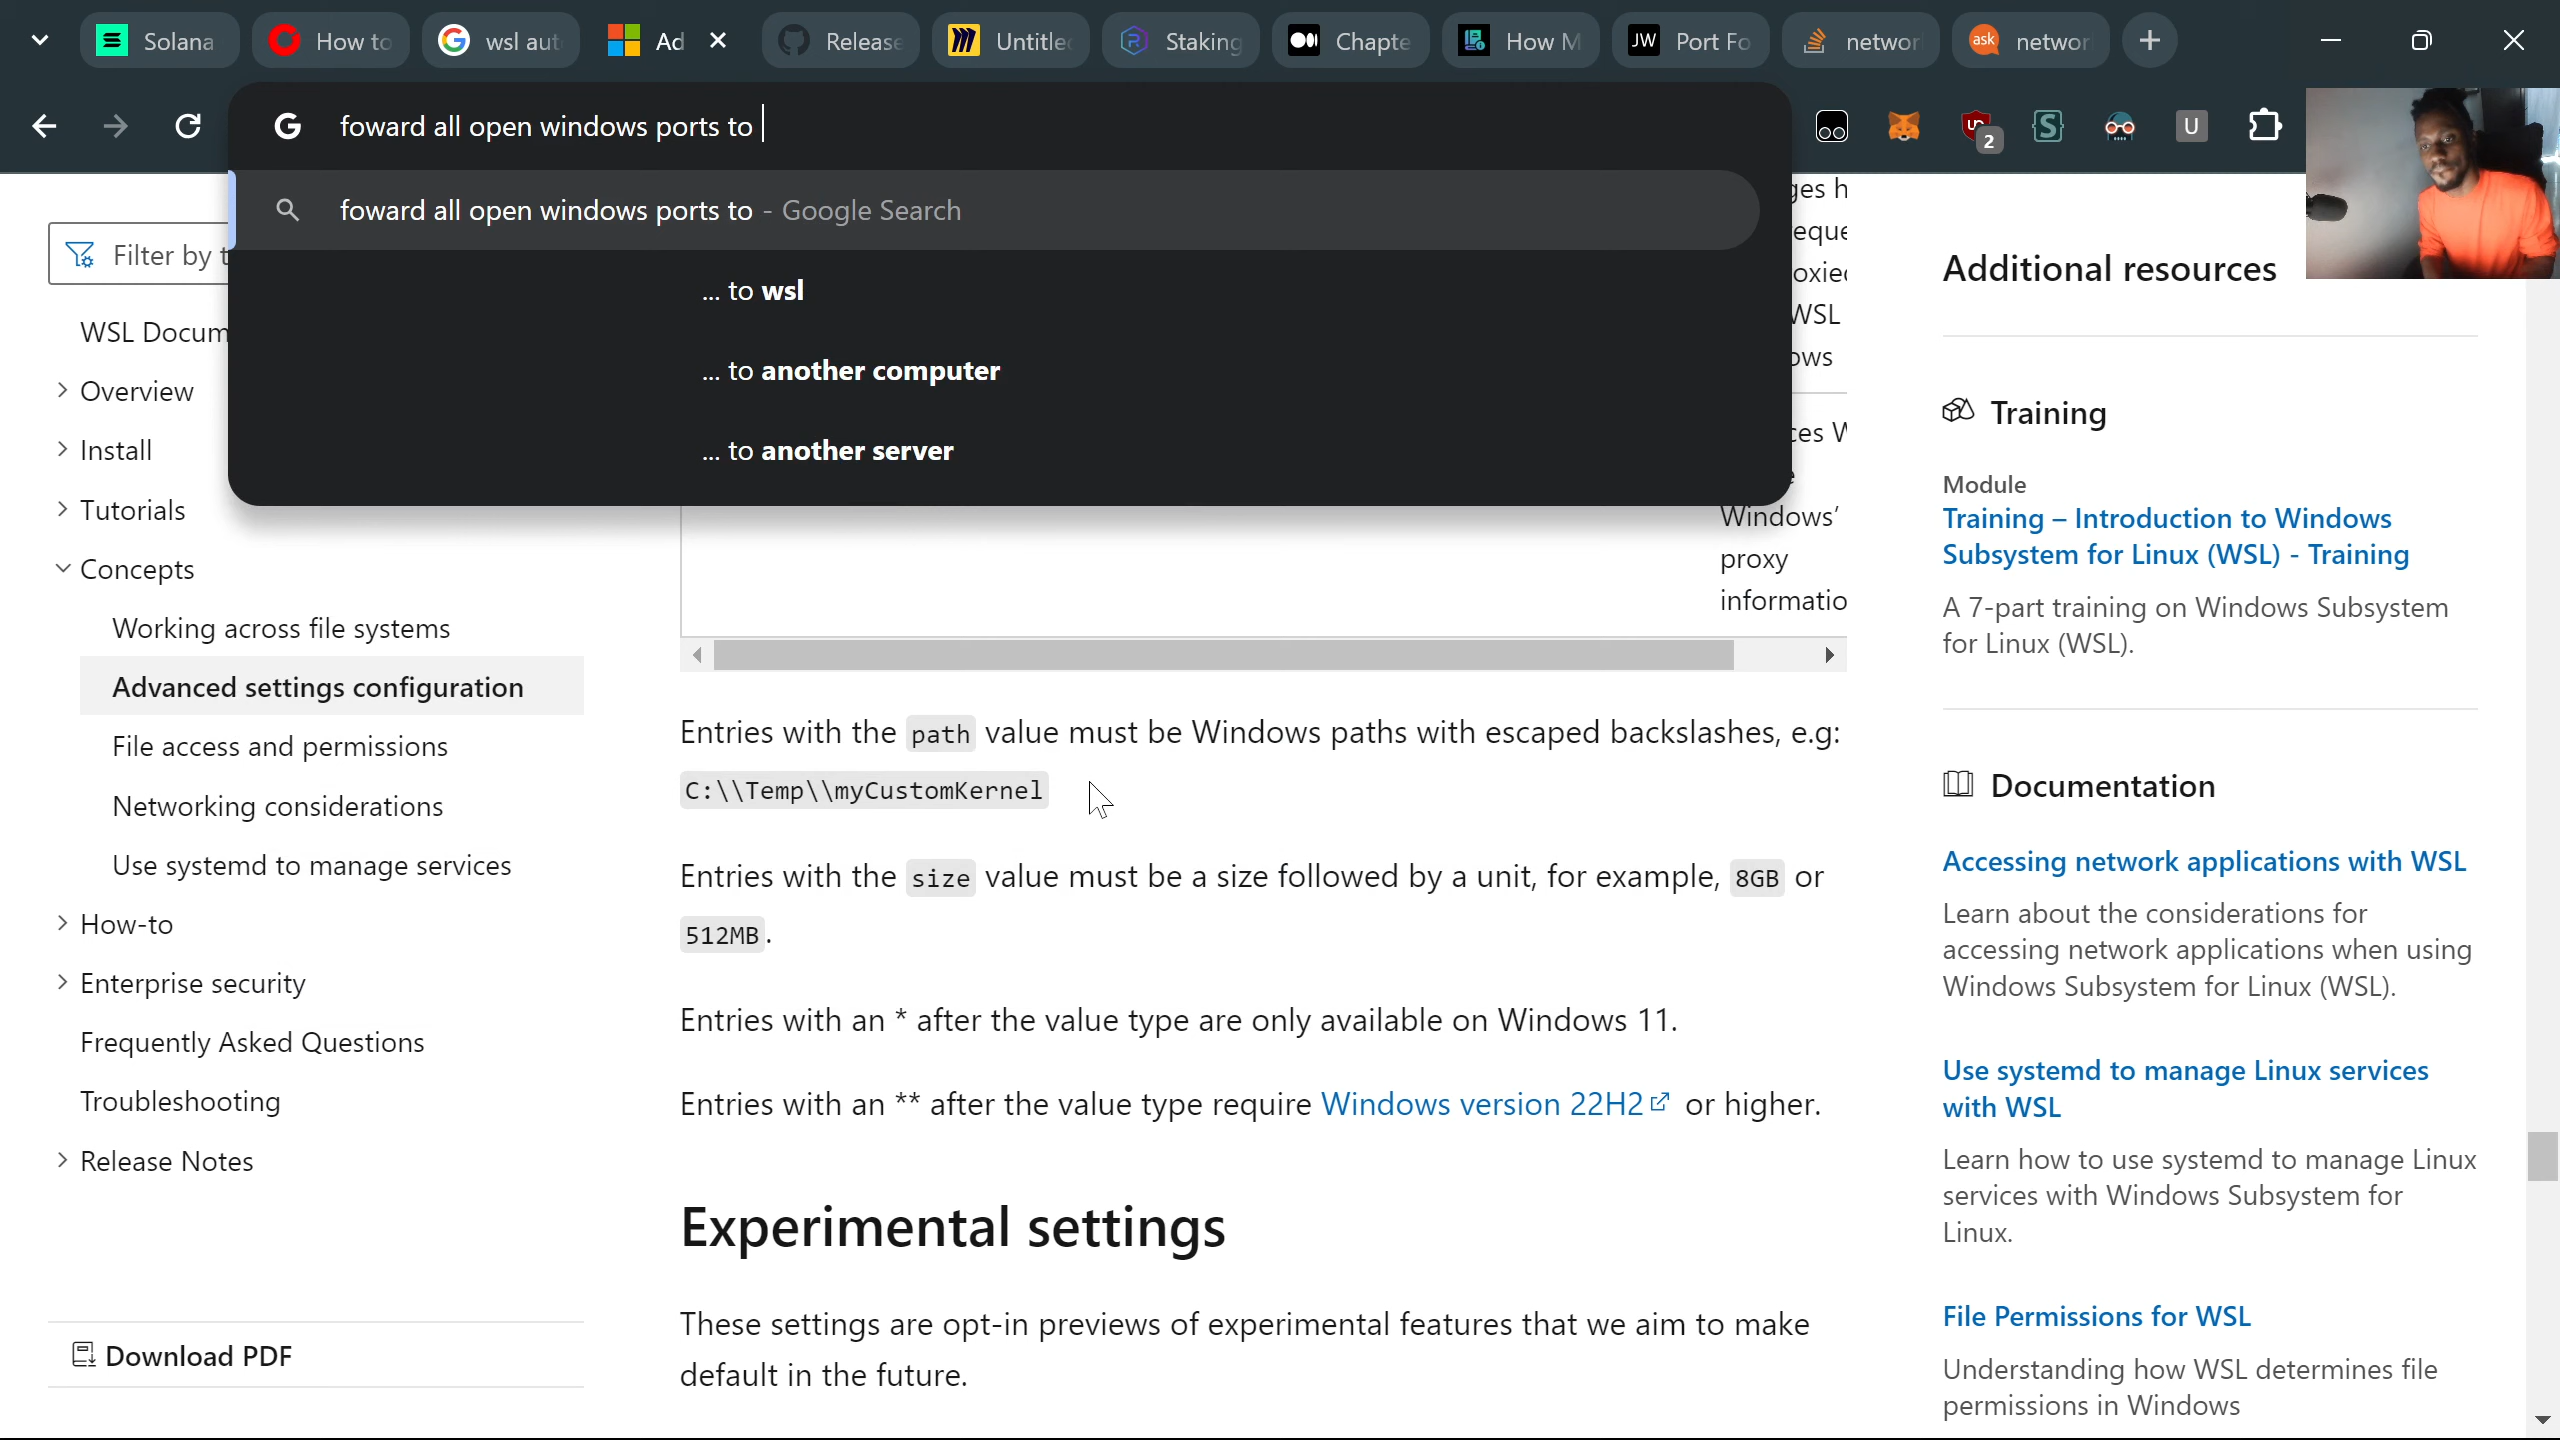 Solana
How to
wsl aut
Ad
Release
Untitle
Staking
Chapte
How M
JW Port Fo
networ
ask networ
foward all open windows ports to
2
U
foward all open windows ports to - Google Search
... to wsl
... to another computer
... to another server
Filter by t
WSL Docum
Overview
Install
Tutorials
Concepts
Working across file systems
Advanced settings configuration
File access and permissions
Networking considerations
Use systemd to manage services
How-to
Enterprise security
Frequently Asked Questions
Troubleshooting
Release Notes
Download PDF
ges h
eque
oxied
WSL
ows
ces W
e
Windows'
proxy
informatio
Entries with the path value must be Windows paths with escaped backslashes, e.g:
C:\\Temp\\myCustomKernel
Entries with the size value must be a size followed by a unit, for example, 8GB or
512MB.
Entries with an * after the value type are only available on Windows 11.
Entries with an ** after the value type require Windows version 22H2 or higher.
Experimental settings
These settings are opt-in previews of experimental features that we aim to make
default in the future.
Additional resources
Training
Module
Training – Introduction to Windows
Subsystem for Linux (WSL) - Training
A 7-part training on Windows Subsystem
for Linux (WSL).
Documentation
Accessing network applications with WSL
Learn about the considerations for
accessing network applications when using
Windows Subsystem for Linux (WSL).
Use systemd to manage Linux services
with WSL
Learn how to use systemd to manage Linux
services with Windows Subsystem for
Linux.
File Permissions for WSL
Understanding how WSL determines file
permissions in Windows